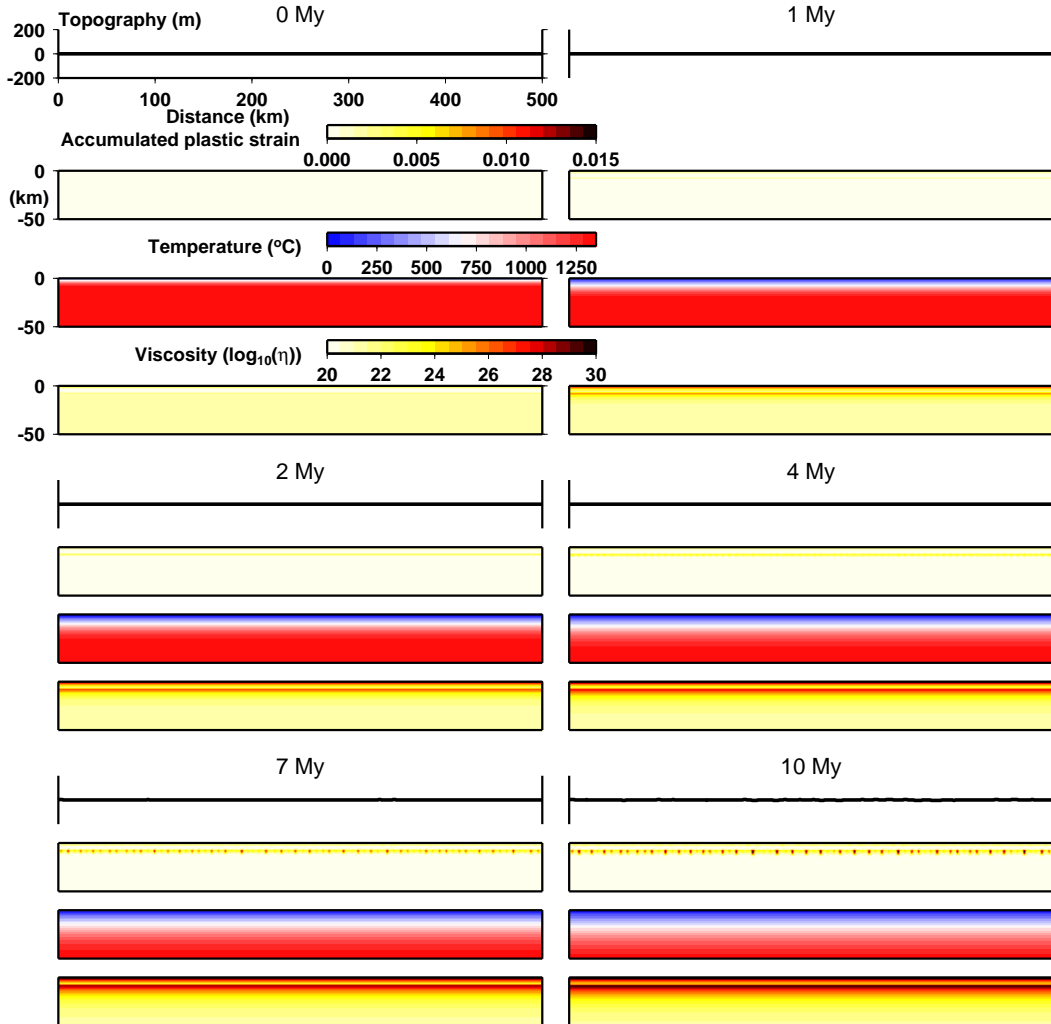 0 My 1 My
Topography (m)
200
0
-200
0 100 200 300 400 500
Distance (km)
Accumulated plastic strain
0.000 0.005 0.010 0.015
0
(km)
-50
Temperature (oC)
0 250 500 750 1000 1250
0
-50
Viscosity (log10(η))
20 22 24 26 28 30
0
-50
2 My 4 My
7 My 10 My